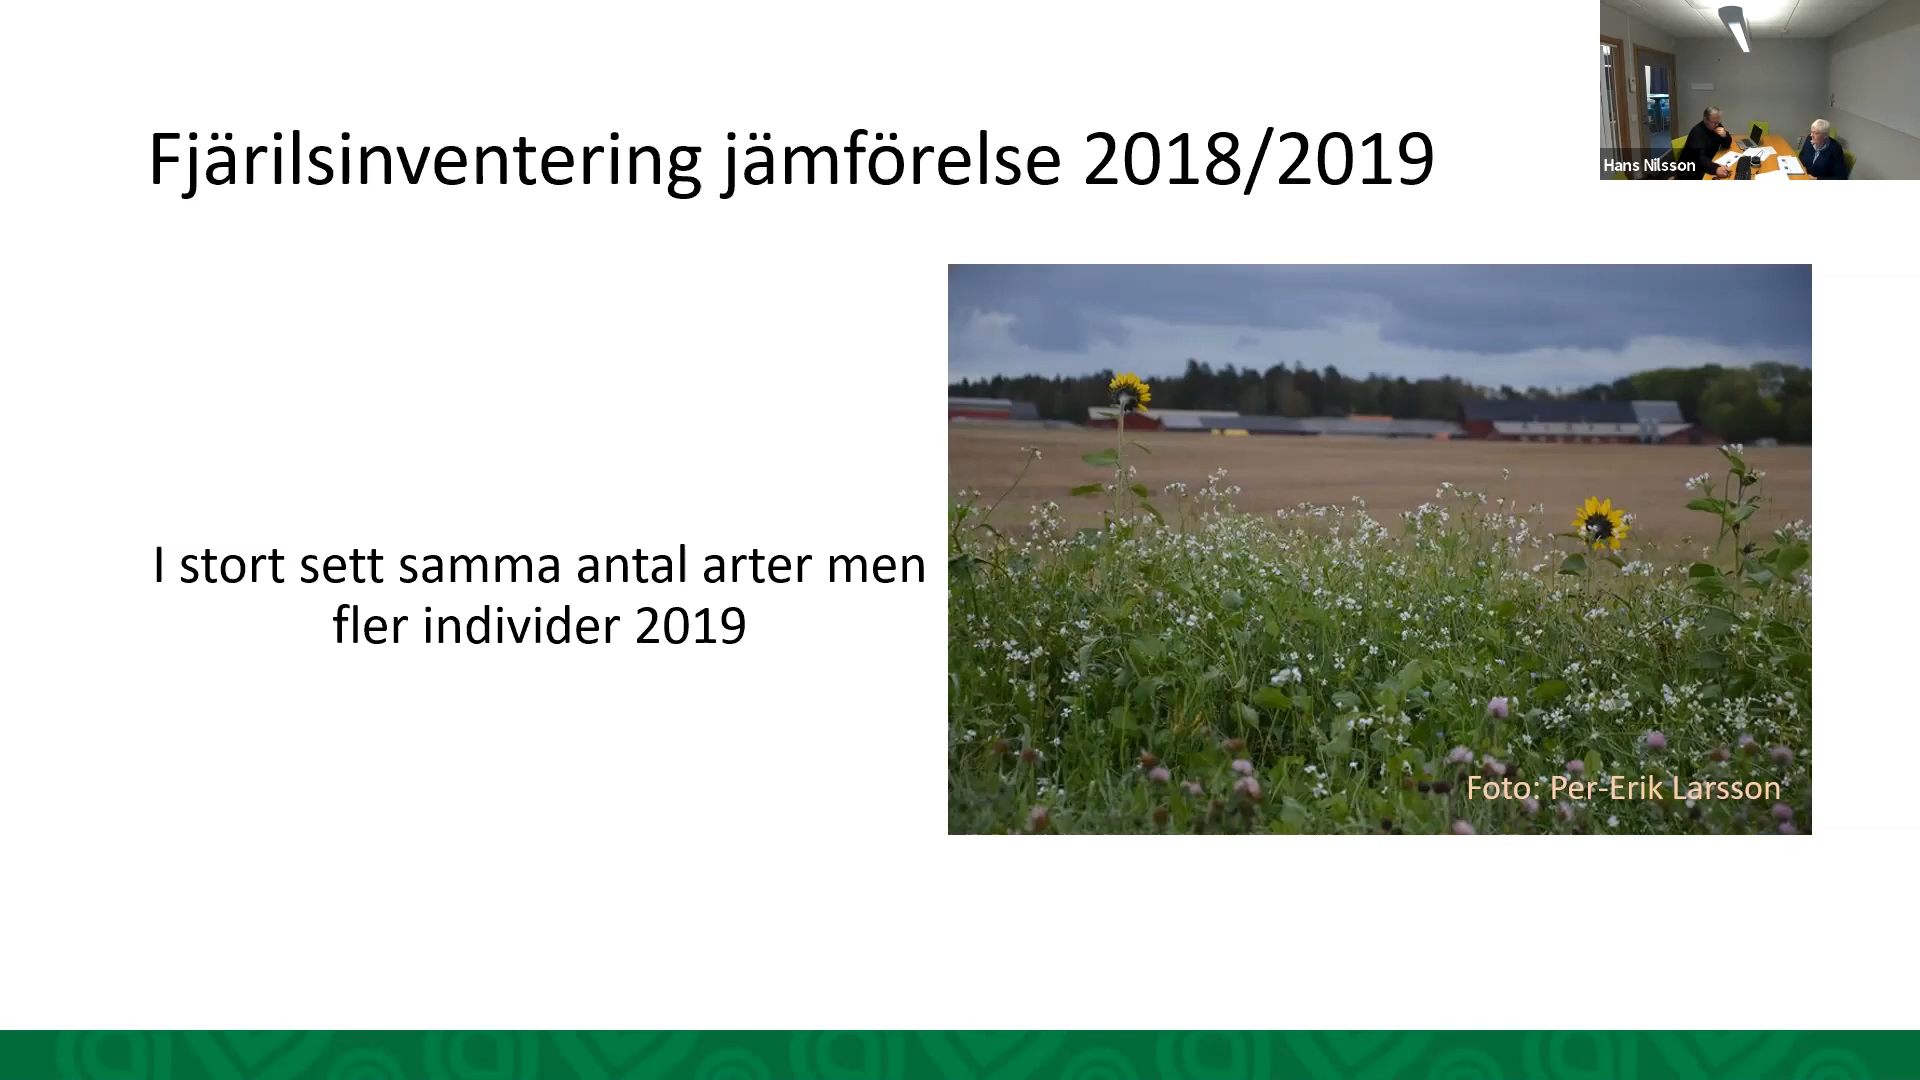 Fjärilsinventering jämförelse 2018/2019
Hans Nilsson
I stort sett samma antal arter men
fler individer 2019
Foto: Per-Erik Larsson